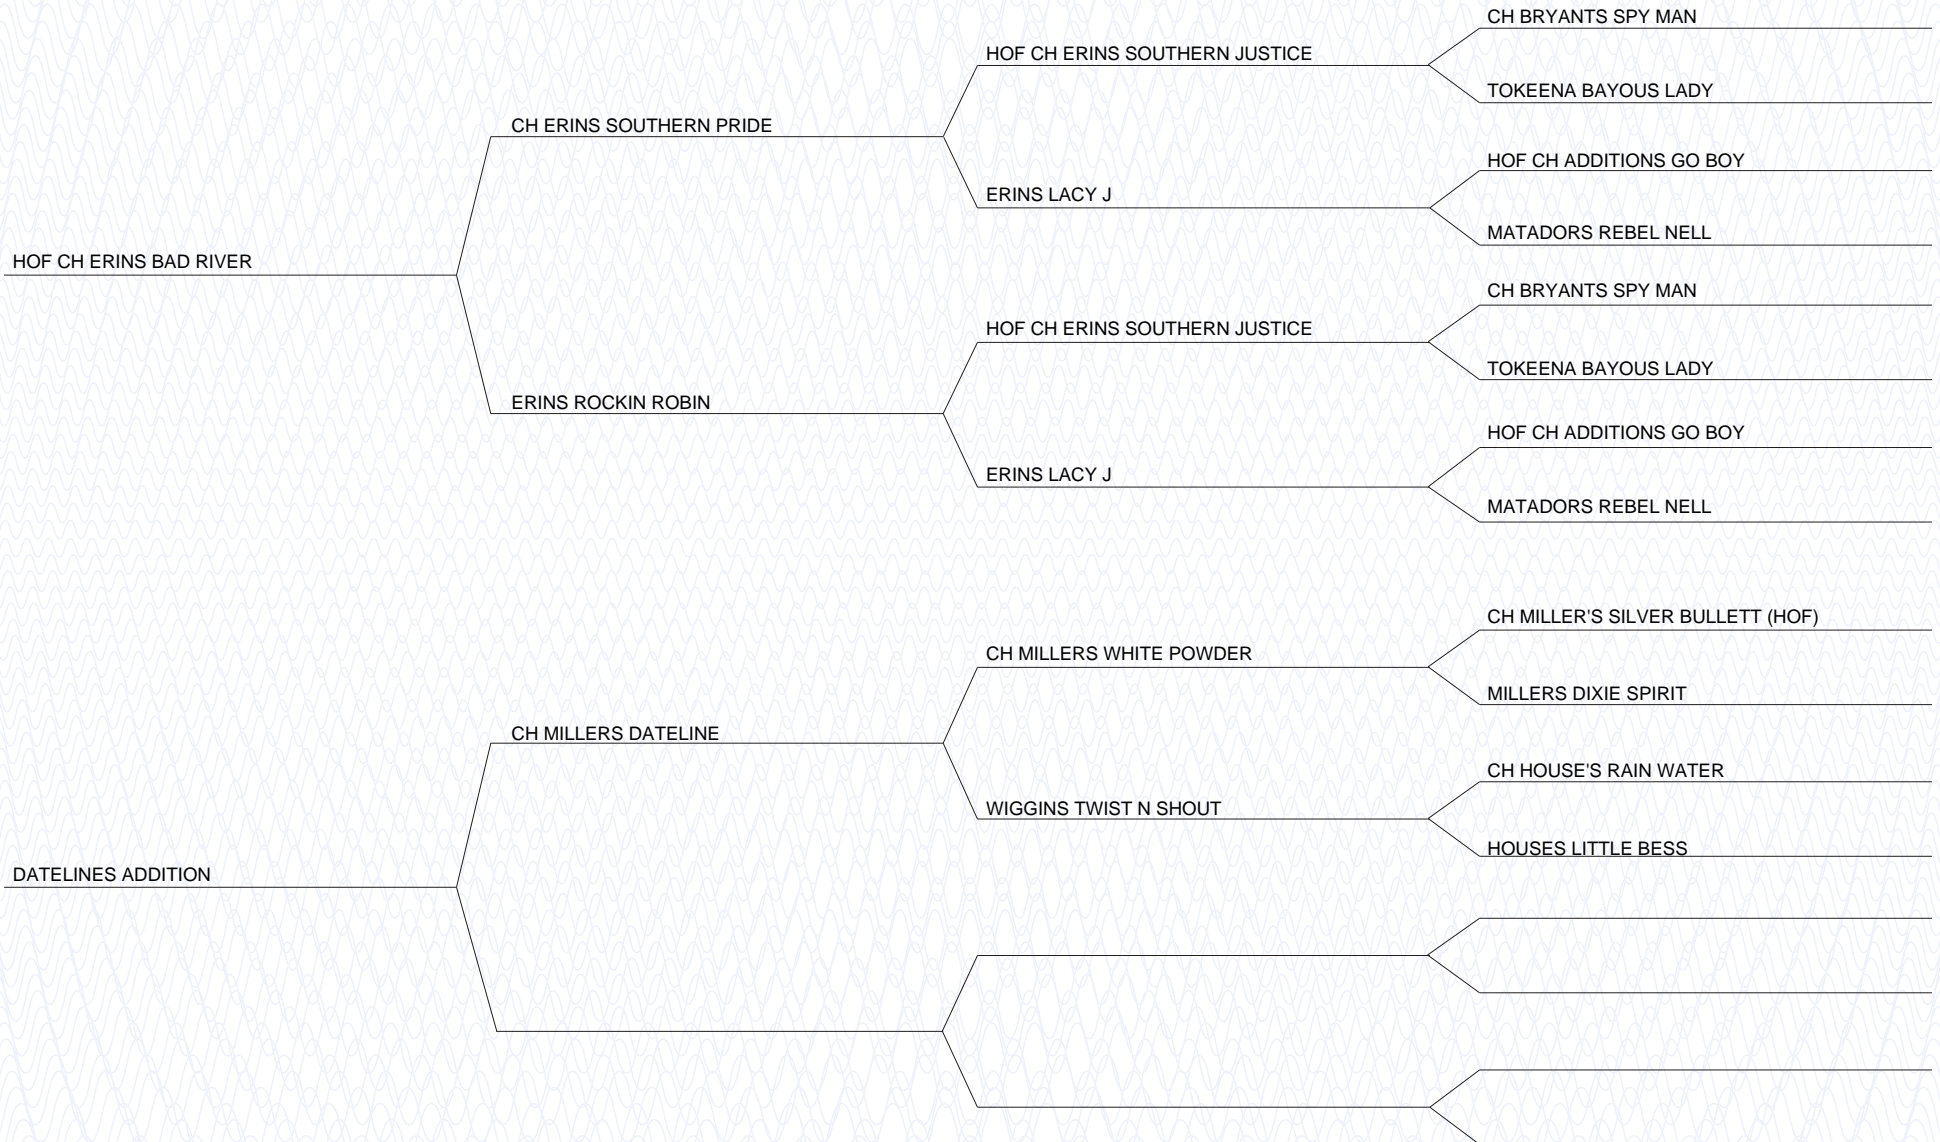 CH BRYANTS SPY MAN
HOF CH ERINS SOUTHERN JUSTICE
TOKEENA BAYOUS LADY
CH ERINS SOUTHERN PRIDE
HOF CH ADDITIONS GO BOY
ERINS LACY J
MATADORS REBEL NELL
HOF CH ERINS BAD RIVER
CH BRYANTS SPY MAN
HOF CH ERINS SOUTHERN JUSTICE
TOKEENA BAYOUS LADY
ERINS ROCKIN ROBIN
HOF CH ADDITIONS GO BOY
ERINS LACY J
MATADORS REBEL NELL
CH MILLER'S SILVER BULLETT (HOF)
CH MILLERS WHITE POWDER
MILLERS DIXIE SPIRIT
CH MILLERS DATELINE
CH HOUSE'S RAIN WATER
WIGGINS TWIST N SHOUT
HOUSES LITTLE BESS
DATELINES ADDITION